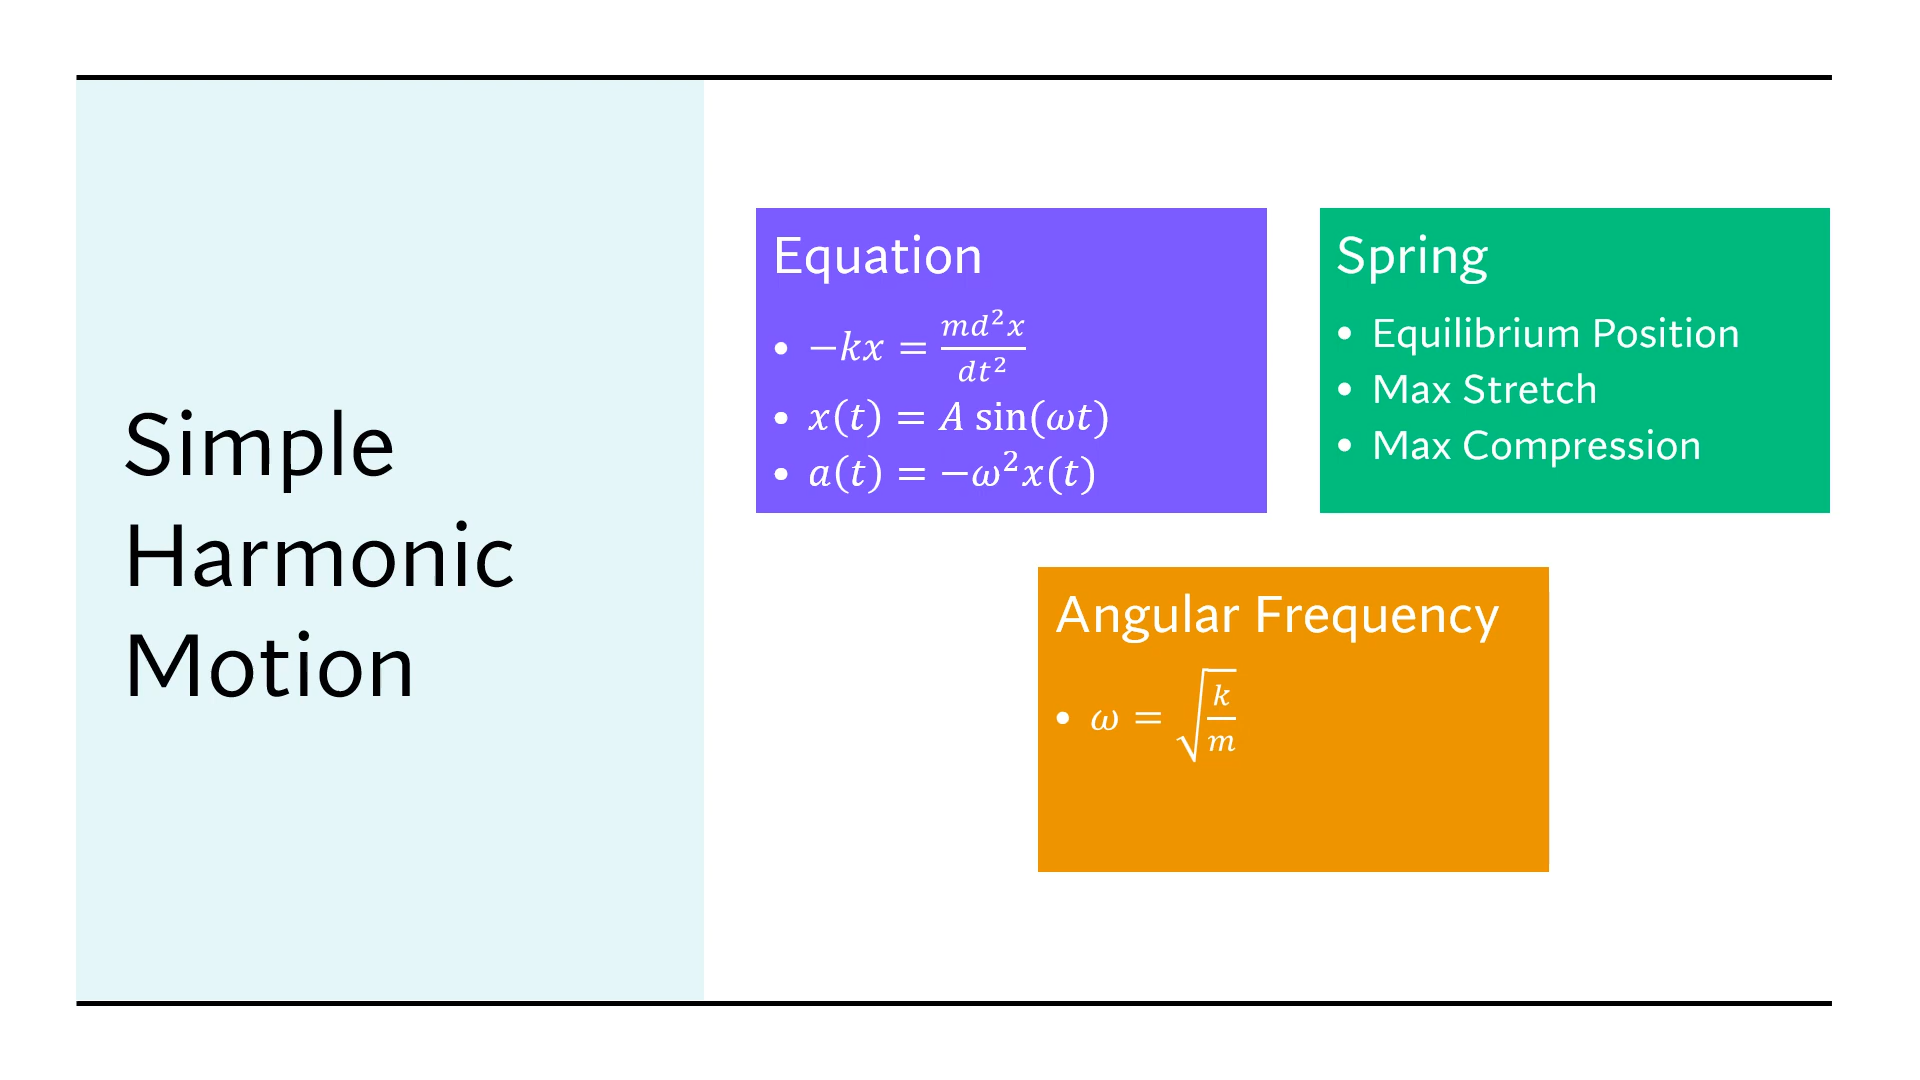 Simple
Harmonic
Motion
Equation
• −kx = md²x/dt²
• x(t) = A sin(ωt)
• a(t) = −ω²x(t)
Spring
• Equilibrium Position
• Max Stretch
• Max Compression
Angular Frequency
• ω = √(k/m)